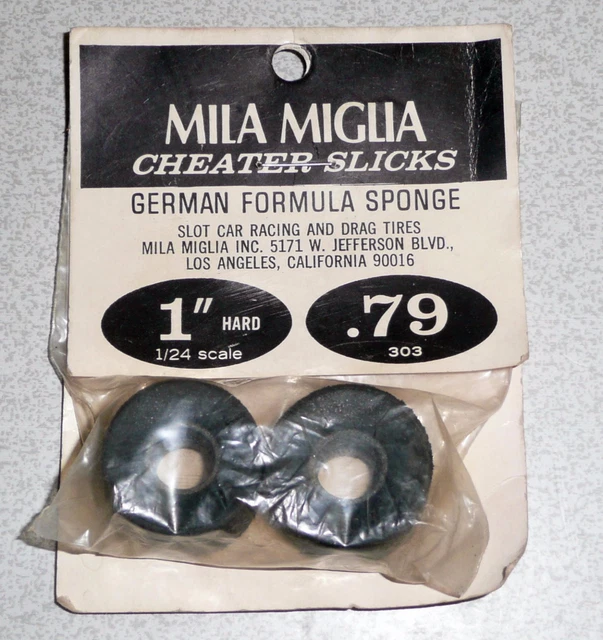 MILA MIGLIA
CHEATER SLICKS
GERMAN FORMULA SPONGE
SLOT CAR RACING AND DRAG TIRES
MILA MIGLIA INC. 5171 W. JEFFERSON BLVD.,
LOS ANGELES, CALIFORNIA 90016
1" HARD
1/24 scale
.79
303